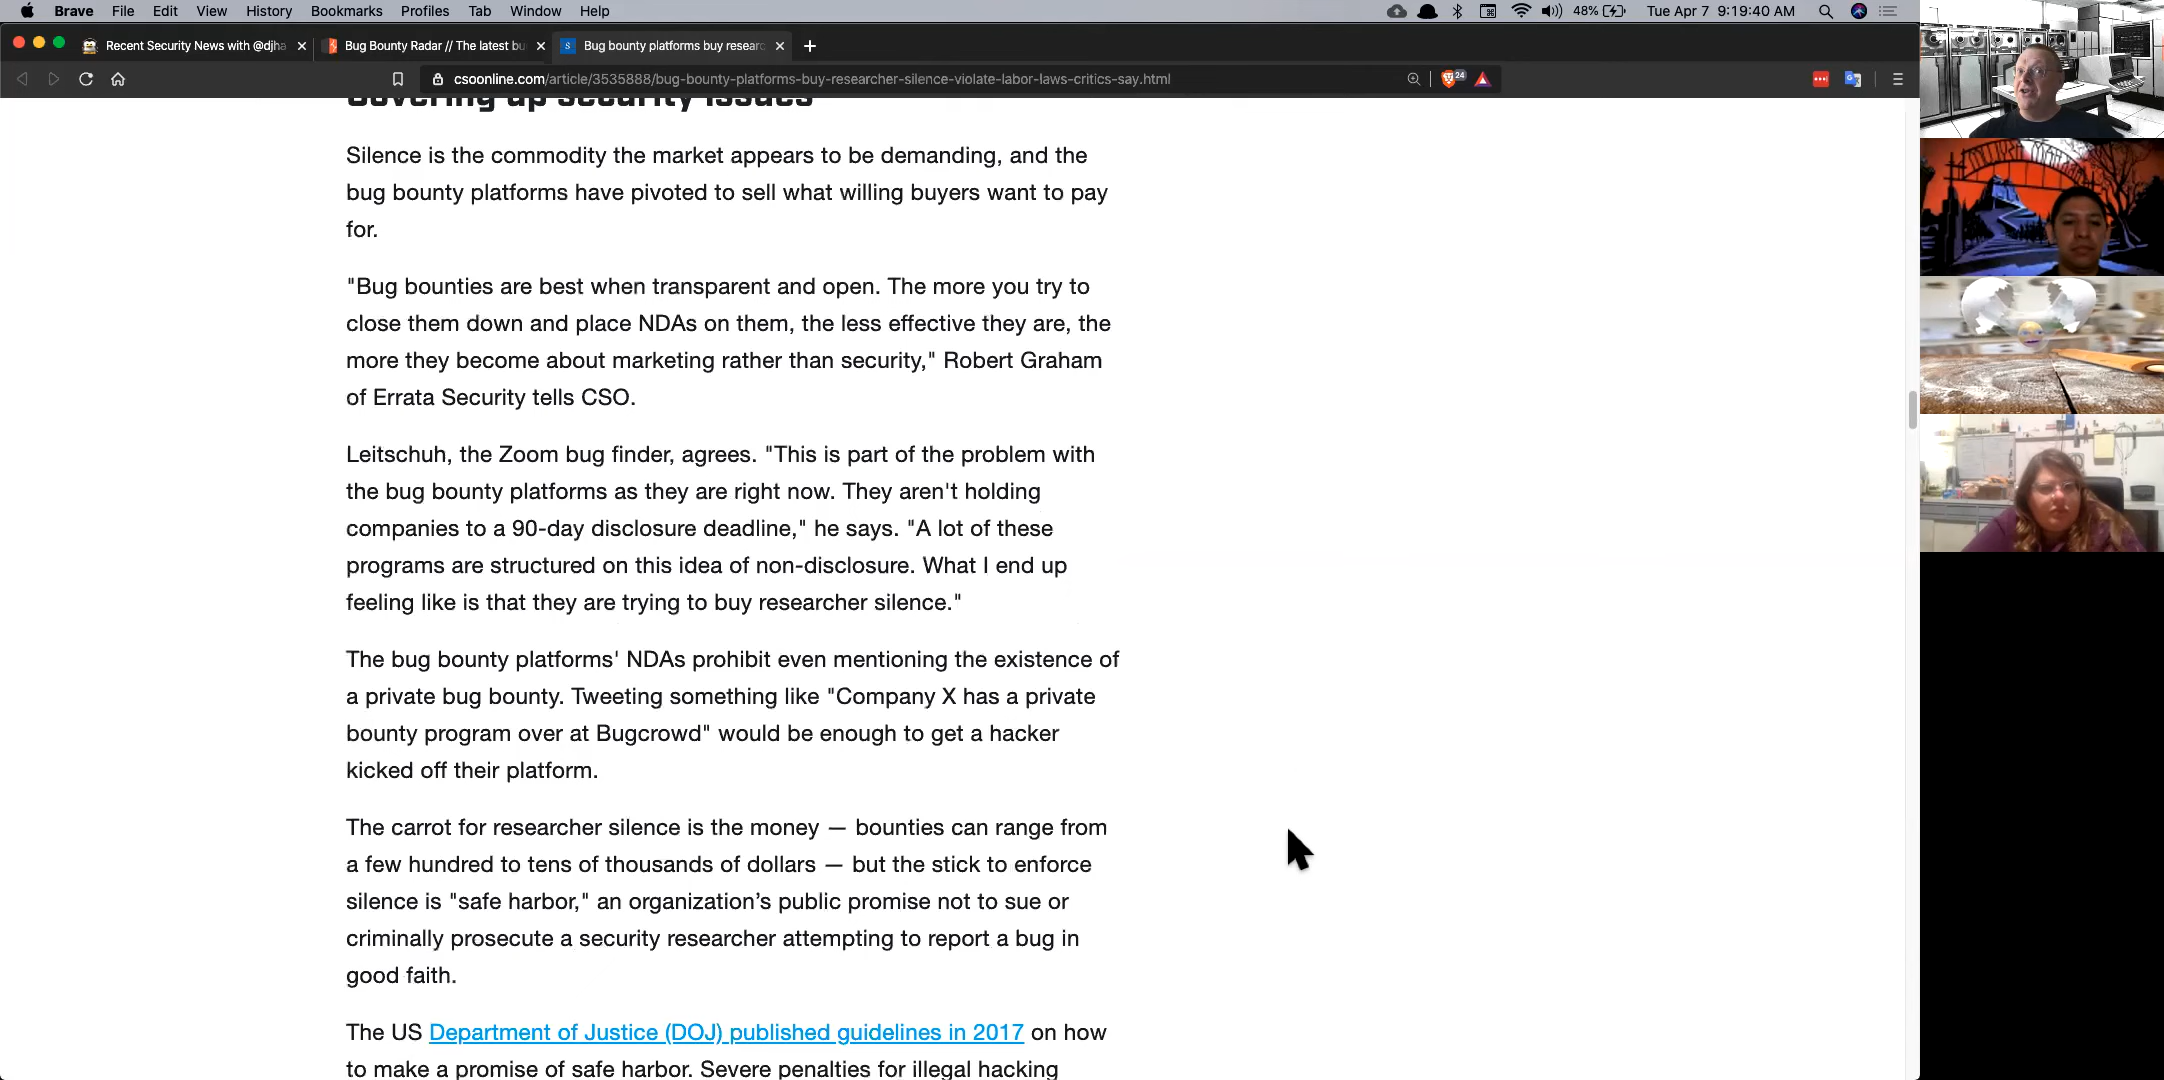 Brave File Edit View History Bookmarks Profiles Tab Window Help 48% Tue Apr 7 9:19:40 AM
Recent Security News with @djha Bug Bounty Radar // The latest bu Bug bounty platforms buy researc
csoonline.com/article/3535888/bug-bounty-platforms-buy-researcher-silence-violate-labor-laws-critics-say.html 24
Covering up security issues
Silence is the commodity the market appears to be demanding, and the
bug bounty platforms have pivoted to sell what willing buyers want to pay
for.
"Bug bounties are best when transparent and open. The more you try to
close them down and place NDAs on them, the less effective they are, the
more they become about marketing rather than security," Robert Graham
of Errata Security tells CSO.
Leitschuh, the Zoom bug finder, agrees. "This is part of the problem with
the bug bounty platforms as they are right now. They aren't holding
companies to a 90-day disclosure deadline," he says. "A lot of these
programs are structured on this idea of non-disclosure. What I end up
feeling like is that they are trying to buy researcher silence."
The bug bounty platforms' NDAs prohibit even mentioning the existence of
a private bug bounty. Tweeting something like "Company X has a private
bounty program over at Bugcrowd" would be enough to get a hacker
kicked off their platform.
The carrot for researcher silence is the money — bounties can range from
a few hundred to tens of thousands of dollars — but the stick to enforce
silence is "safe harbor," an organization’s public promise not to sue or
criminally prosecute a security researcher attempting to report a bug in
good faith.
The US Department of Justice (DOJ) published guidelines in 2017 on how
to make a promise of safe harbor. Severe penalties for illegal hacking